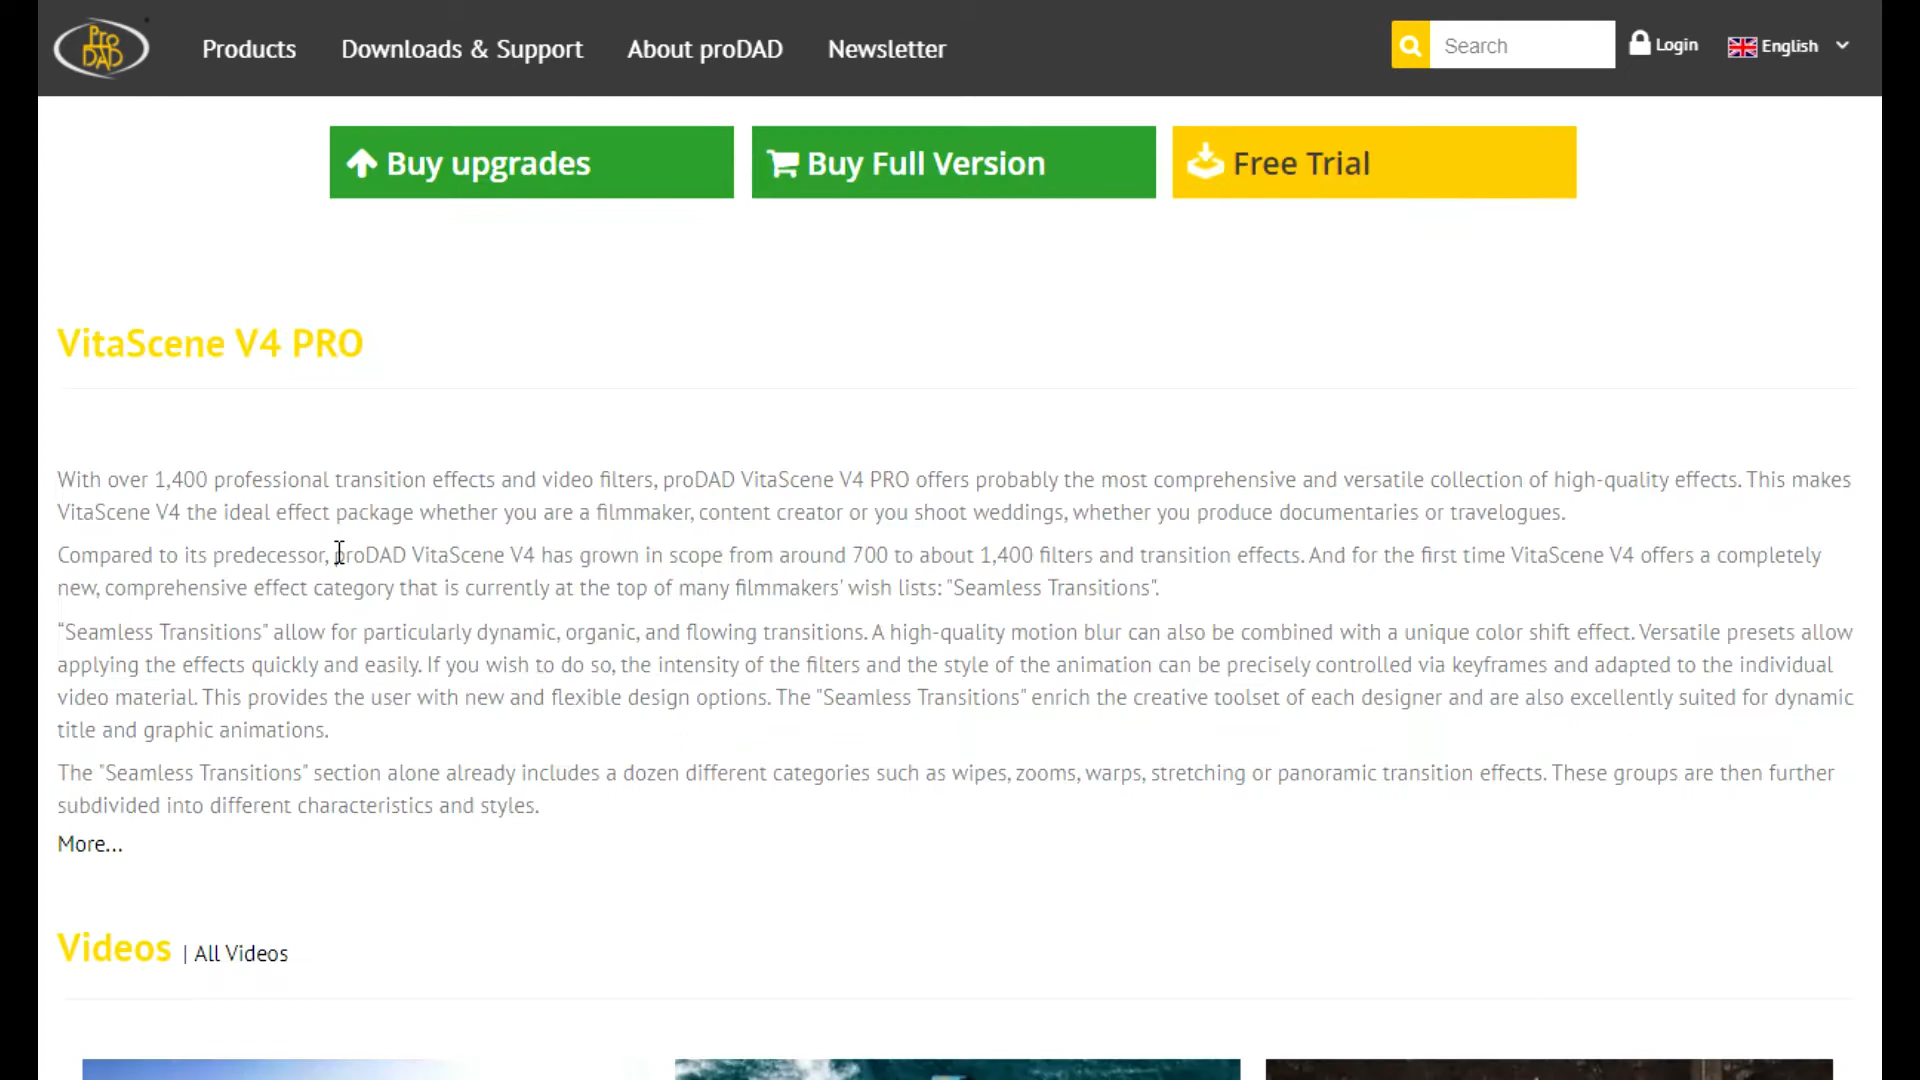 Pro DAD
Products Downloads & Support About proDAD Newsletter Search Login English
Buy upgrades Buy Full Version Free Trial
VitaScene V4 PRO
With over 1,400 professional transition effects and video filters, proDAD VitaScene V4 PRO offers probably the most comprehensive and versatile collection of high-quality effects. This makes
VitaScene V4 the ideal effect package whether you are a filmmaker, content creator or you shoot weddings, whether you produce documentaries or travelogues.
Compared to its predecessor, proDAD VitaScene V4 has grown in scope from around 700 to about 1,400 filters and transition effects. And for the first time VitaScene V4 offers a completely
new, comprehensive effect category that is currently at the top of many filmmakers' wish lists: "Seamless Transitions".
“Seamless Transitions" allow for particularly dynamic, organic, and flowing transitions. A high-quality motion blur can also be combined with a unique color shift effect. Versatile presets allow
applying the effects quickly and easily. If you wish to do so, the intensity of the filters and the style of the animation can be precisely controlled via keyframes and adapted to the individual
video material. This provides the user with new and flexible design options. The "Seamless Transitions" enrich the creative toolset of each designer and are also excellently suited for dynamic
title and graphic animations.
The "Seamless Transitions" section alone already includes a dozen different categories such as wipes, zooms, warps, stretching or panoramic transition effects. These groups are then further
subdivided into different characteristics and styles.
More...
Videos | All Videos